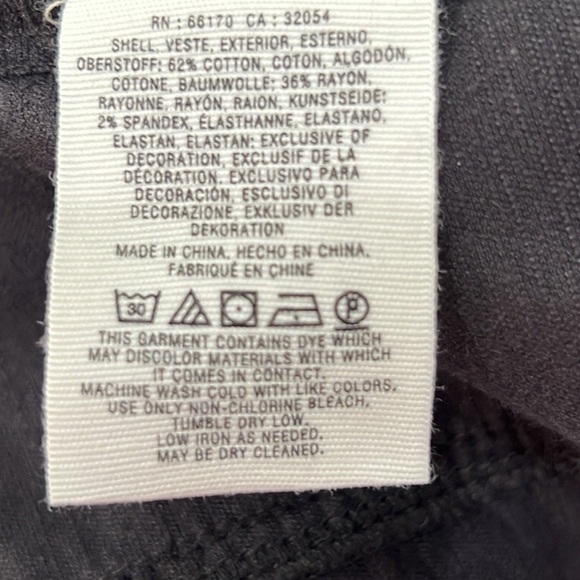 RN : 66170 CA : 32054
SHELL, VESTE, EXTERIOR, ESTERNO,
OBERSTOFF: 62% COTTON, COTON, ALGODÓN,
COTONE, BAUMWOLLE; 36% RAYON,
RAYONNE, RAYÓN, RAION, KUNSTSEIDE;
2% SPANDEX, ÉLASTHANNE, ELASTANO,
ELASTAN, ELASTAN; EXCLUSIVE OF
DECORATION, EXCLUSIF DE LA
DÉCORATION, EXCLUSIVO PARA
DECORACIÓN, ESCLUSIVO DI
DECORAZIONE, EXKLUSIV DER
DEKORATION
MADE IN CHINA, HECHO EN CHINA,
FABRIQUÉ EN CHINE
30 P
THIS GARMENT CONTAINS DYE WHICH
MAY DISCOLOR MATERIALS WITH WHICH
IT COMES IN CONTACT.
MACHINE WASH COLD WITH LIKE COLORS.
USE ONLY NON-CHLORINE BLEACH.
TUMBLE DRY LOW.
LOW IRON AS NEEDED.
MAY BE DRY CLEANED.